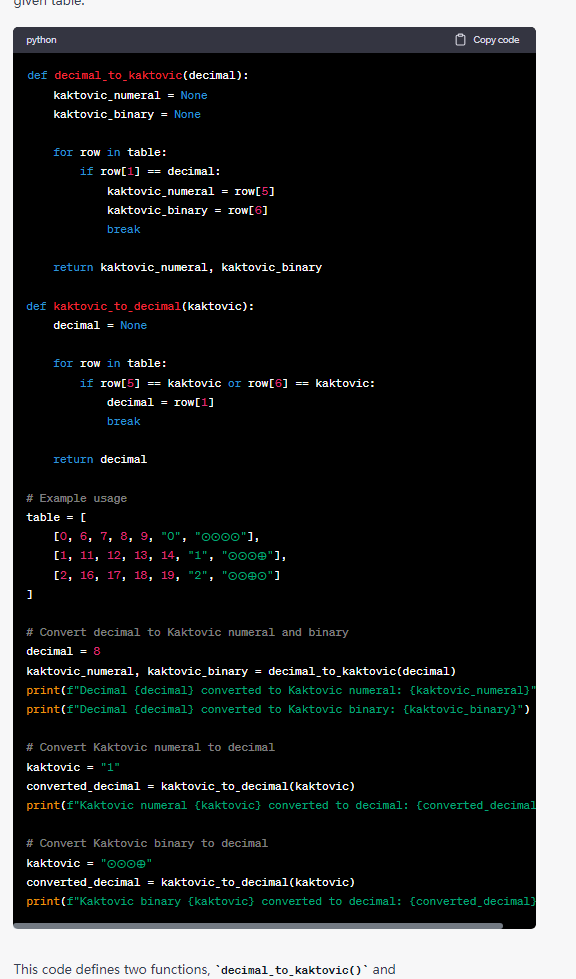 given table.
python
Copy code
def decimal_to_kaktovic(decimal):
    kaktovic_numeral = None
    kaktovic_binary = None
    for row in table:
        if row[1] == decimal:
            kaktovic_numeral = row[5]
            kaktovic_binary = row[6]
            break
    return kaktovic_numeral, kaktovic_binary
def kaktovic_to_decimal(kaktovic):
    decimal = None
    for row in table:
        if row[5] == kaktovic or row[6] == kaktovic:
            decimal = row[1]
            break
    return decimal
# Example usage
table = [
    [0, 6, 7, 8, 9, "0", "⊙⊙⊙⊙"],
    [1, 11, 12, 13, 14, "1", "⊙⊙⊙⊕"],
    [2, 16, 17, 18, 19, "2", "⊙⊙⊕⊙"]
]
# Convert decimal to Kaktovic numeral and binary
decimal = 8
kaktovic_numeral, kaktovic_binary = decimal_to_kaktovic(decimal)
print(f"Decimal {decimal} converted to Kaktovic numeral: {kaktovic_numeral}"
print(f"Decimal {decimal} converted to Kaktovic binary: {kaktovic_binary}")
# Convert Kaktovic numeral to decimal
kaktovic = "1"
converted_decimal = kaktovic_to_decimal(kaktovic)
print(f"Kaktovic numeral {kaktovic} converted to decimal: {converted_decimal
# Convert Kaktovic binary to decimal
kaktovic = "⊙⊙⊙⊕"
converted_decimal = kaktovic_to_decimal(kaktovic)
print(f"Kaktovic binary {kaktovic} converted to decimal: {converted_decimal}
This code defines two functions, `decimal_to_kaktovic()` and